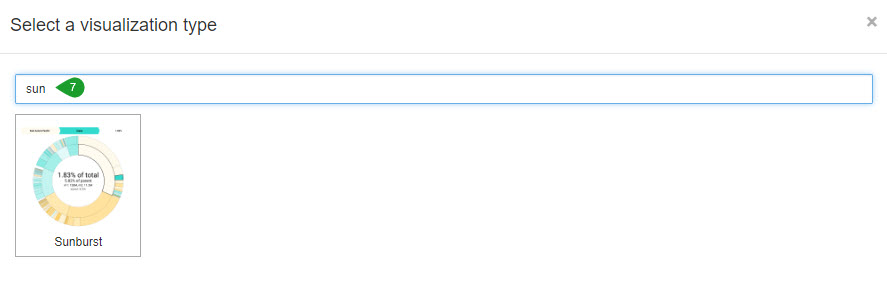 Select a visualization type
×
sun
7
1.83% of total
Sunburst